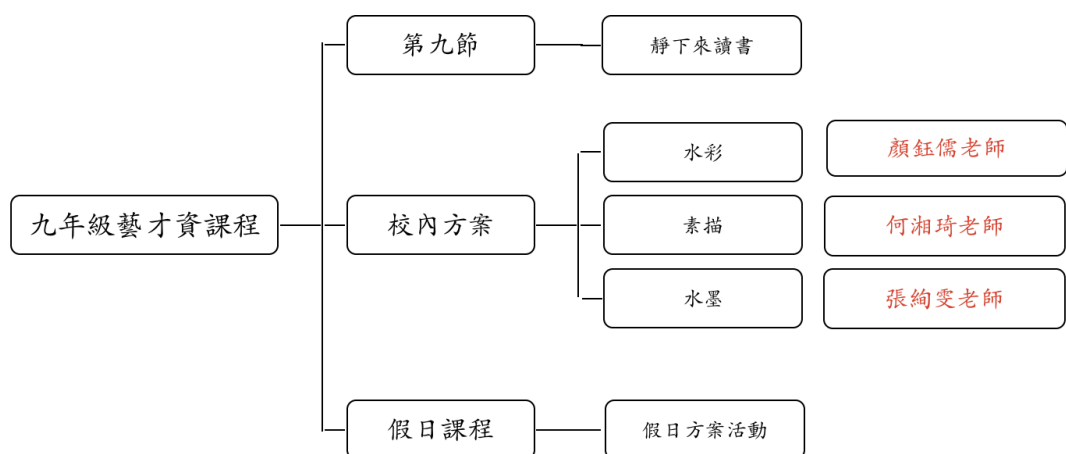 九年級藝才資課程
第九節
靜下來讀書
校內方案
水彩
顏鈺儒老師
素描
何湘琦老師
水墨
張絢雯老師
假日課程
假日方案活動